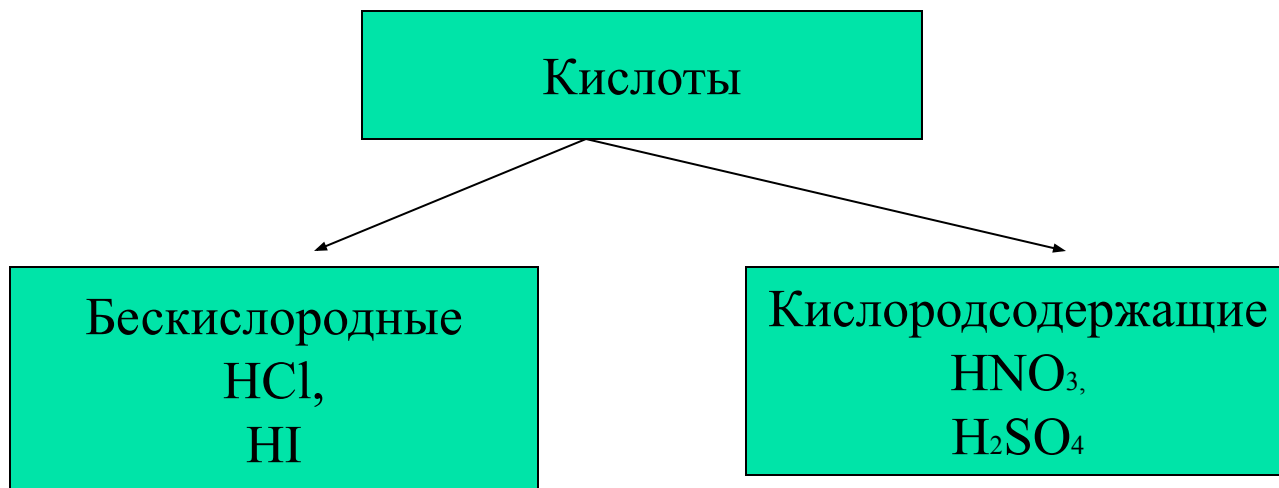 Кислоты
Бескислородные
HCl,
HI
Кислородсодержащие
HNO3,
H2SO4